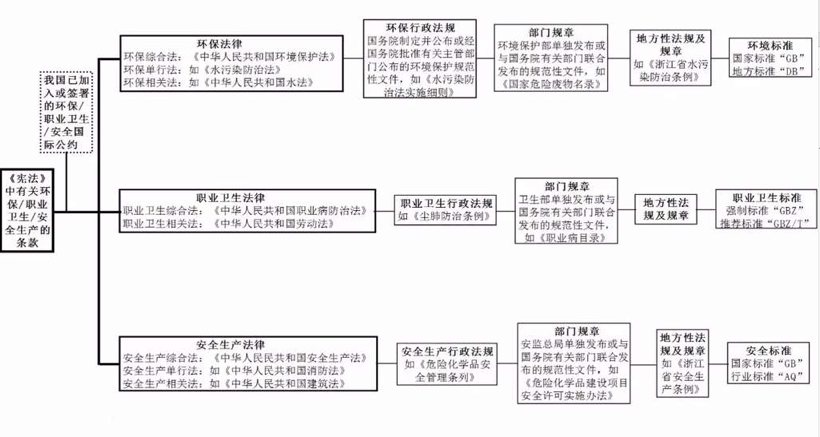 《宪法》
中有关环
保/职业
卫生/安
全生产的
条款
我国已加
入或签署
的环保/
职业卫生
/安全国
际公约
环保法律
环保综合法：《中华人民共和国环境保护法》
环保单行法：如《水污染防治法》
环保相关法：《中华人民共和国水法》
环保行政法规
国务院制定并公布或经
国务院批准有关主管部
门公布的环境保护规范
性文件，如《水污染防
治法实施细则》
部门规章
环境保护部单独发布或
与国务院有关部门联合
发布的规范性文件，如
《国家危险废物名录》
地方性法规及
规章
如《浙江省水污
染防治条例》
环境标准
国家标准“GB”
地方标准“DB”
职业卫生法律
职业卫生综合法：《中华人民共和国职业病防治法》
职业卫生相关法：《中华人民共和国劳动法》
职业卫生行政法规
如《尘肺防治条例》
部门规章
卫生部单独发布或与
国务院有关部门联合
发布的规范性文件，
如《职业病目录》
地方性法
规及规章
职业卫生标准
强制标准“GBZ”
推荐标准“GBZ/T”
安全生产法律
安全生产综合法：《中华人民民共和国安全生产法》
安全生产单行法：如《中华人民共和国消防法》
安全生产相关法：如《中华人民共和国建筑法》
安全生产行政法规
如《危险化学品安
全管理条列》
部门规章
安监总局单独发布或与
国务院有关部门联合发
布的规范性文件，如
《危险化学品建设项目
安全许可实施办法》
地方性法
规及规章
如《浙江
省安全生
产条例》
安全标准
国家标准“GB”
行业标准“AQ”